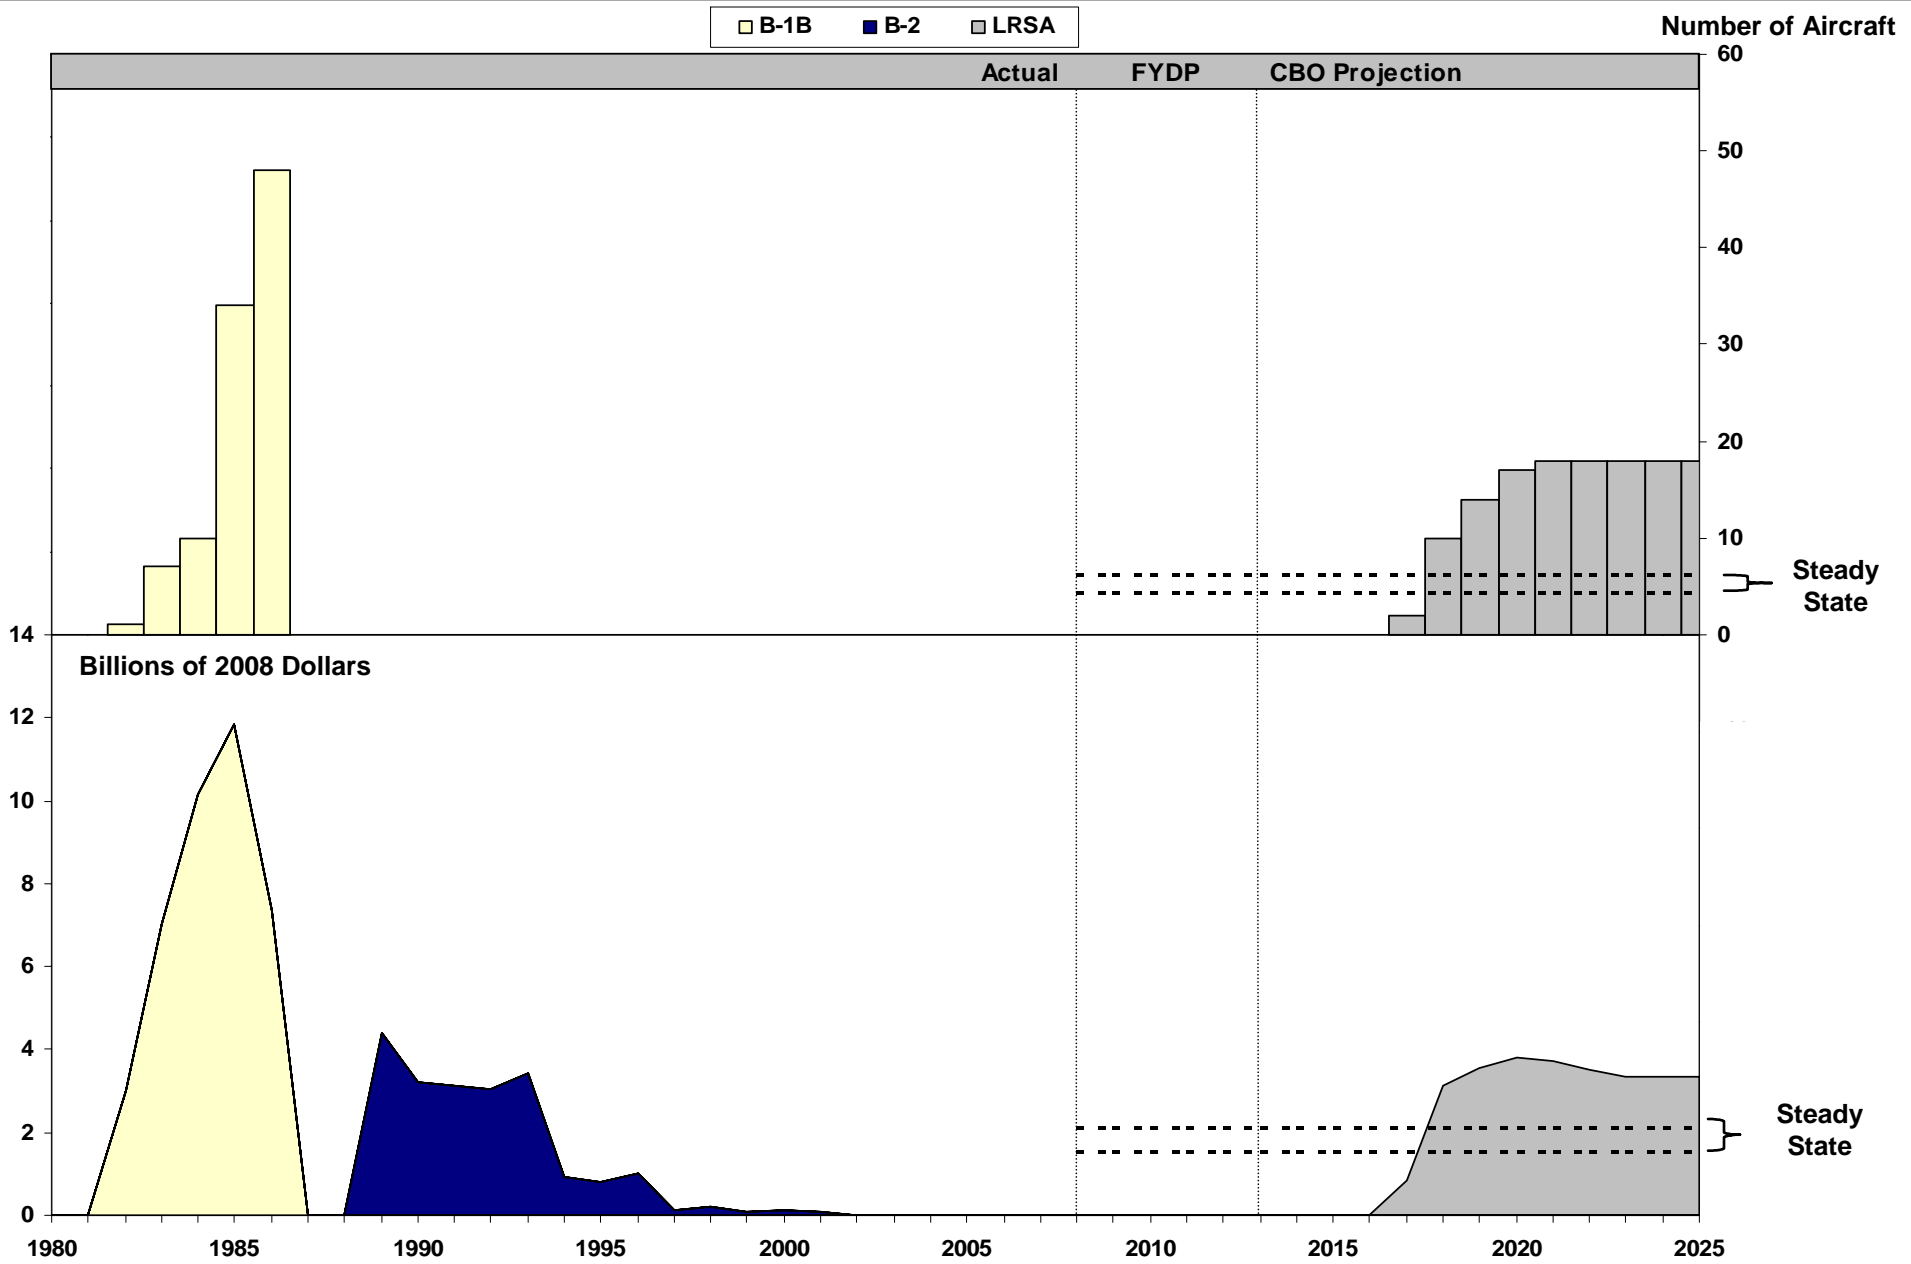 B-1B B-2 LRSA
Number of Aircraft
Actual FYDP CBO Projection
60
50
40
30
20
10
0
Steady
State
14
Billions of 2008 Dollars
12
10
8
6
4
2
0
Steady
State
1980 1985 1990 1995 2000 2005 2010 2015 2020 2025